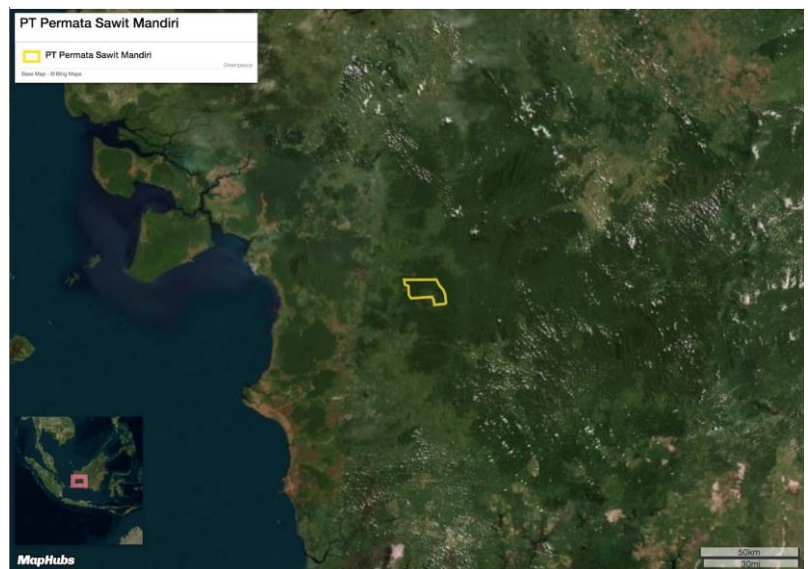 PT Permata Sawit Mandiri
PT Permata Sawit Mandiri
Greenpeace
Base Map - © Bing Maps
MapHubs
50km
30mi